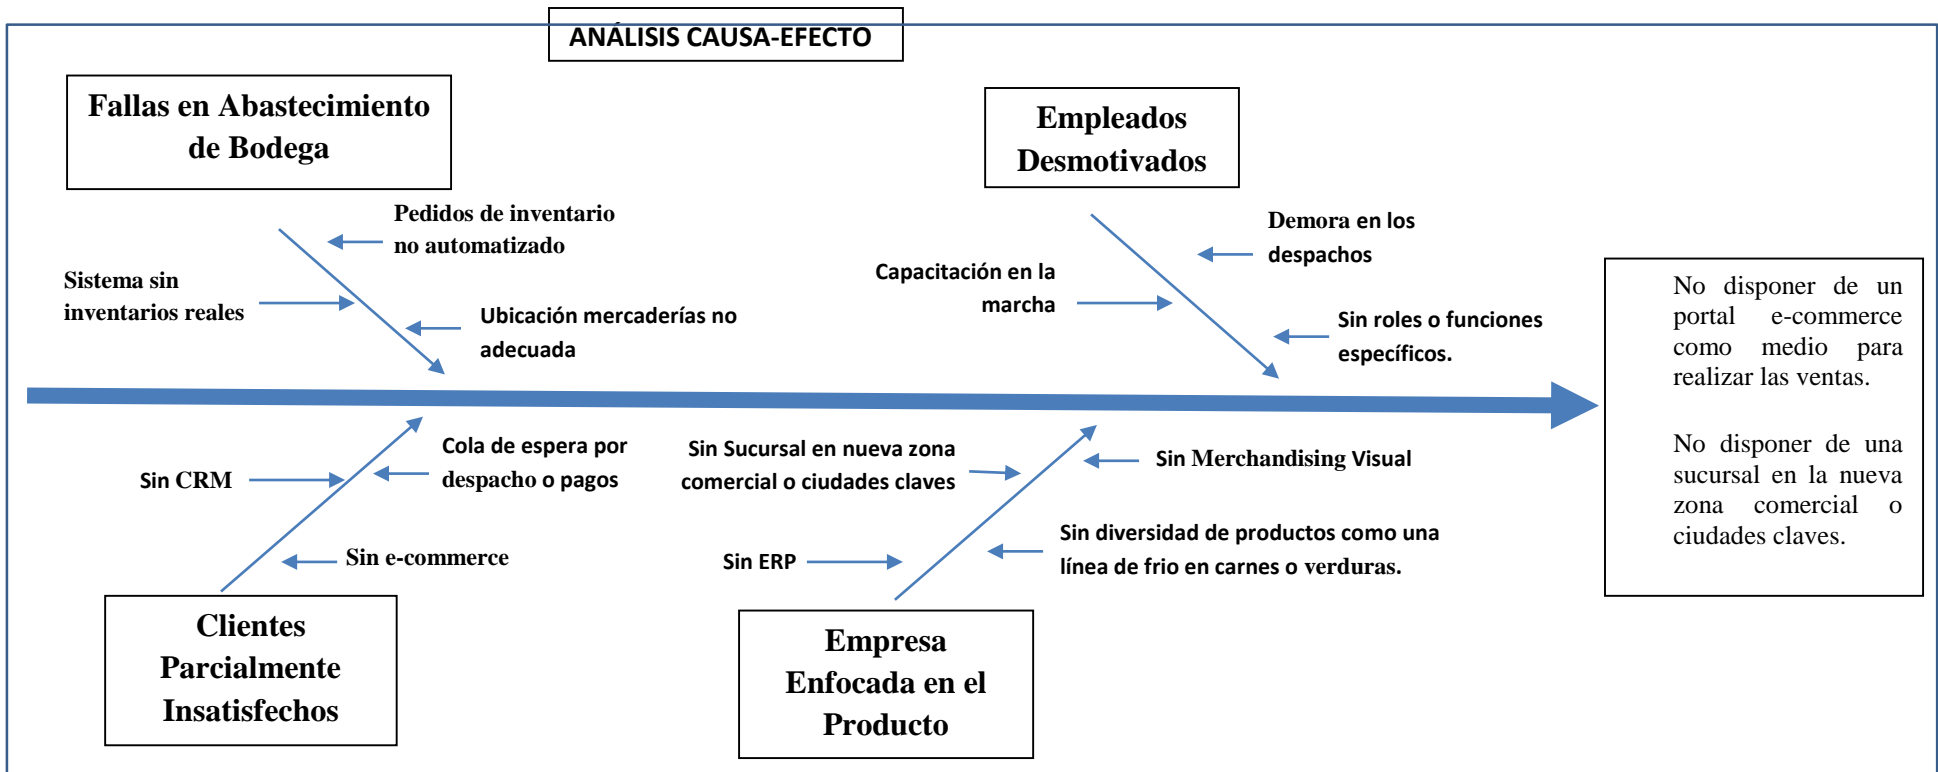 ANÁLISIS CAUSA-EFECTO
Fallas en Abastecimiento
de Bodega
Empleados
Desmotivados
Pedidos de inventario
no automatizado
Sistema sin
inventarios reales
Ubicación mercaderías no
adecuada
Demora en los
despachos
Capacitación en la
marcha
Sin roles o funciones
específicos.
No disponer de un
portal e-commerce
como medio para
realizar las ventas.
No disponer de una
sucursal en la nueva
zona comercial o
ciudades claves.
Sin CRM
Cola de espera por
despacho o pagos
Sin e-commerce
Sin Sucursal en nueva zona
comercial o ciudades claves
Sin Merchandising Visual
Sin ERP
Sin diversidad de productos como una
línea de frio en carnes o verduras.
Clientes
Parcialmente
Insatisfechos
Empresa
Enfocada en el
Producto